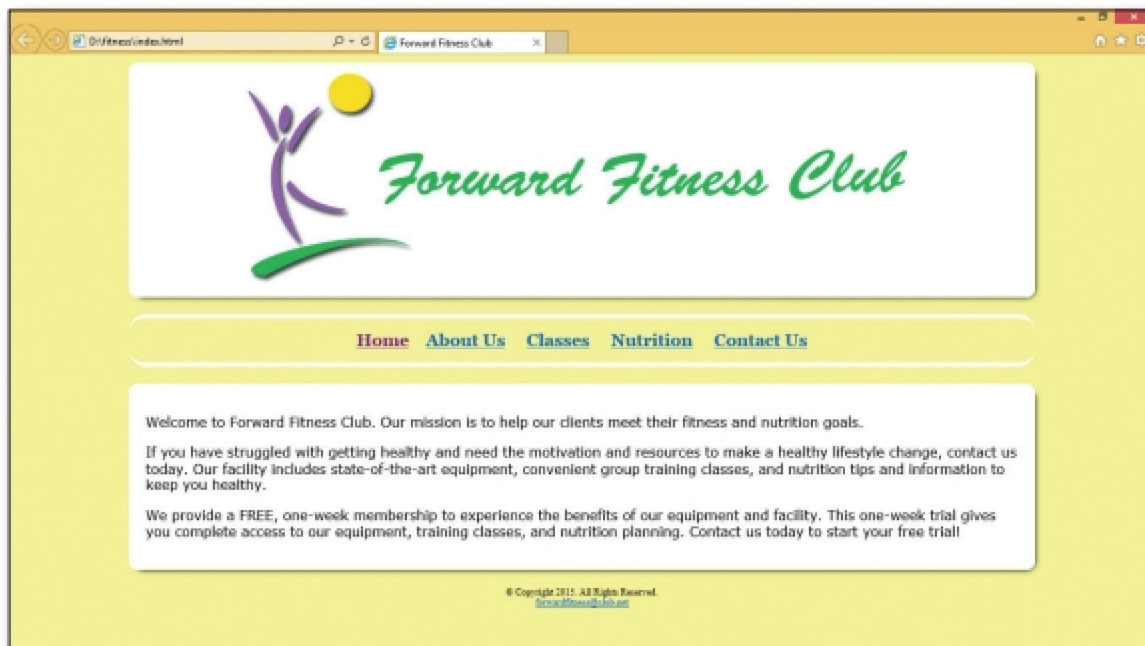 D:\fitness\index.html
Forward Fitness Club
Forward Fitness Club
Home About Us Classes Nutrition Contact Us
Welcome to Forward Fitness Club. Our mission is to help our clients meet their fitness and nutrition goals.
If you have struggled with getting healthy and need the motivation and resources to make a healthy lifestyle change, contact us
today. Our facility includes state-of-the-art equipment, convenient group training classes, and nutrition tips and information to
keep you healthy.
We provide a FREE, one-week membership to experience the benefits of our equipment and facility. This one-week trial gives
you complete access to our equipment, training classes, and nutrition planning. Contact us today to start your free trial!
© Copyright 2015. All Rights Reserved.
forwardfitness@club.net